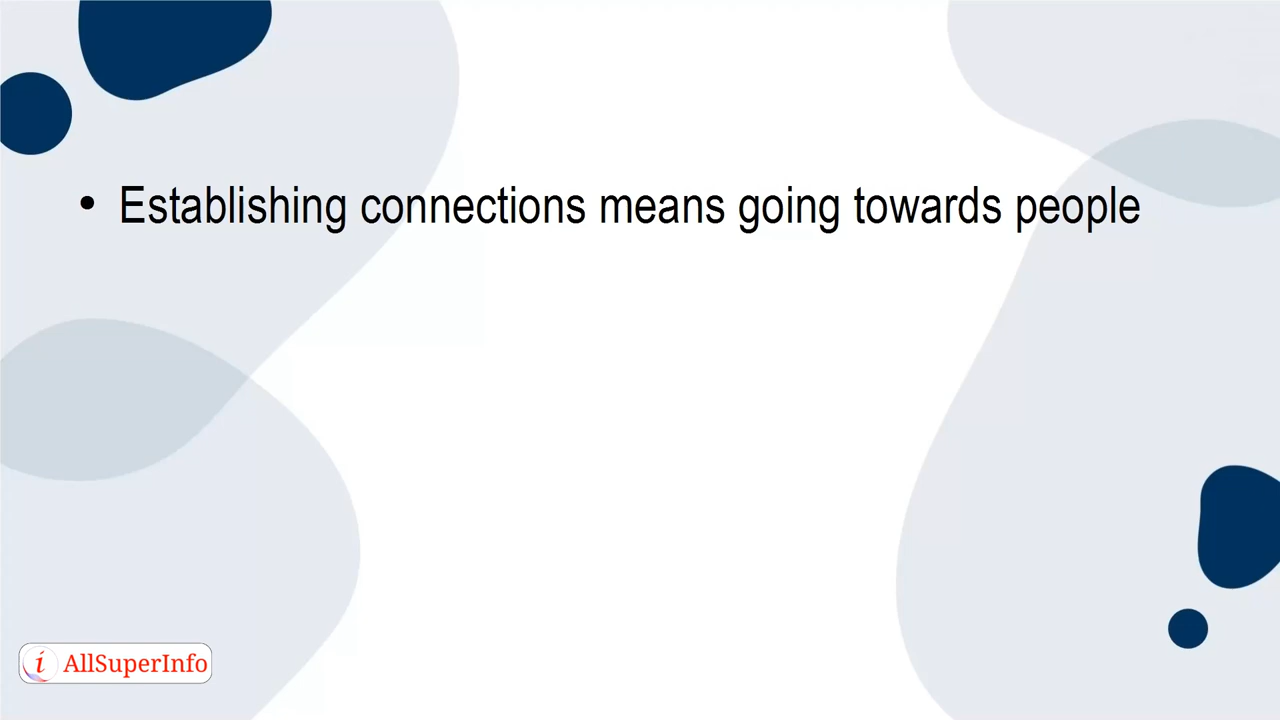 • Establishing connections means going towards people
i AllSuperInfo